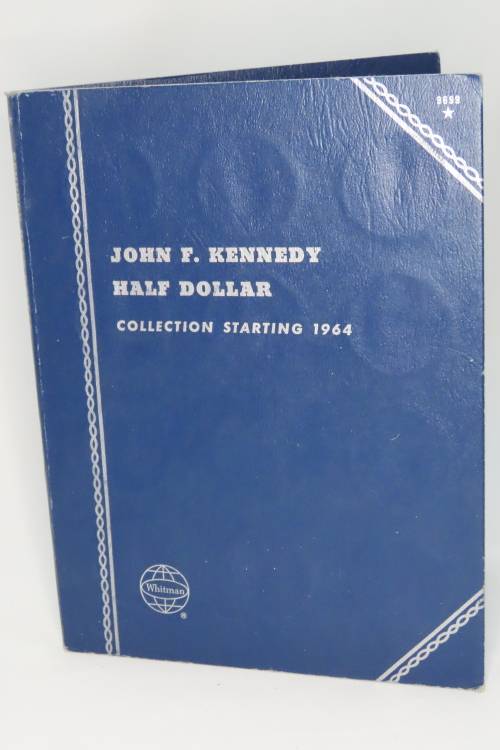 9699
JOHN F. KENNEDY
HALF DOLLAR
COLLECTION STARTING 1964
Whitman
®